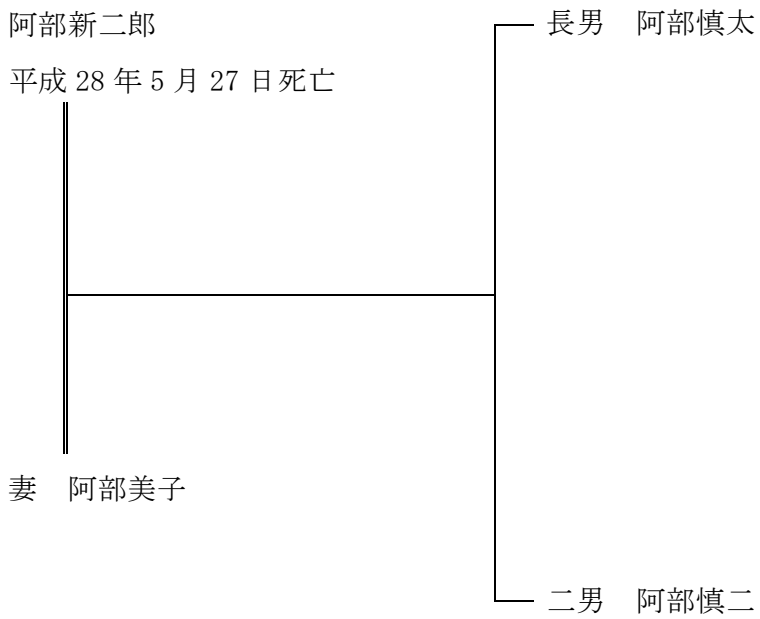 阿部新二郎
平成 28 年 5 月 27 日死亡
長男　阿部慎太
妻　阿部美子
二男　阿部慎二